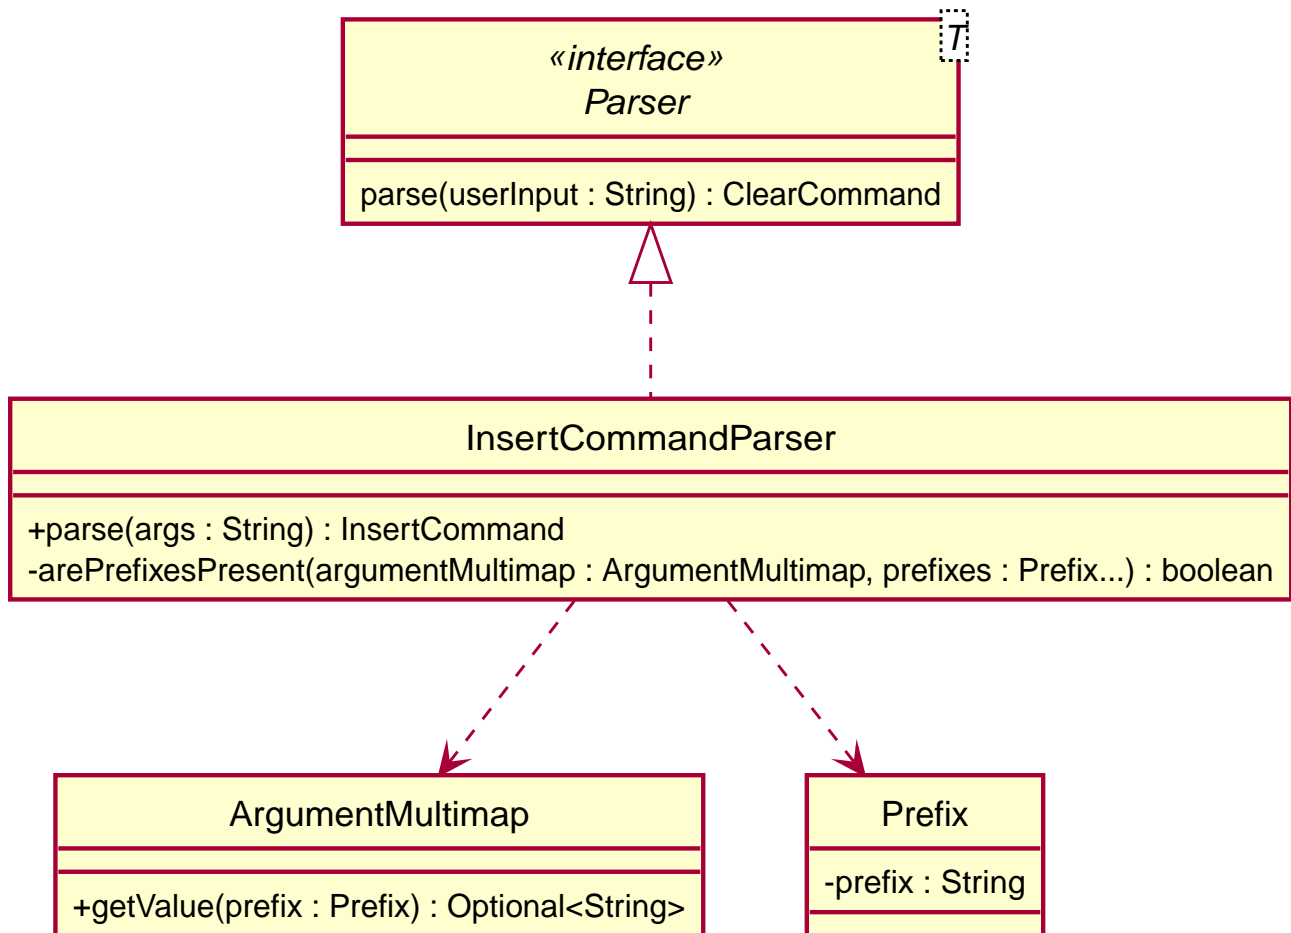 T
«interface»
Parser
parse(userInput : String) : ClearCommand
InsertCommandParser
+parse(args : String) : InsertCommand
-arePrefixesPresent(argumentMultimap : ArgumentMultimap, prefixes : Prefix...) : boolean
ArgumentMultimap
+getValue(prefix : Prefix) : Optional<String>
Prefix
-prefix : String